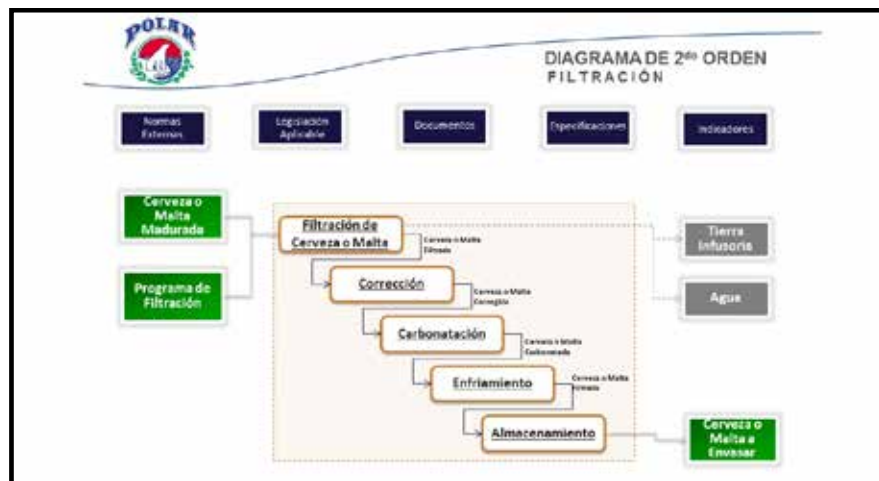 POLAR
DIAGRAMA DE 2do ORDEN
FILTRACIÓN
Normas
Externas
Legislación
Aplicable
Documentos
Especificaciones
Indicadores
Cerveza o
Malta
Madurada
Programa de
Filtración
Filtración de
Cerveza o Malta
Cerveza o Malta
Filtrada
Corrección
Cerveza o Malta
Corregida
Carbonatación
Cerveza o Malta
Carbonatada
Enfriamiento
Cerveza o Malta
Almacenamiento
Tierra
Infusoria
Agua
Cerveza o
Malta a
Envasar